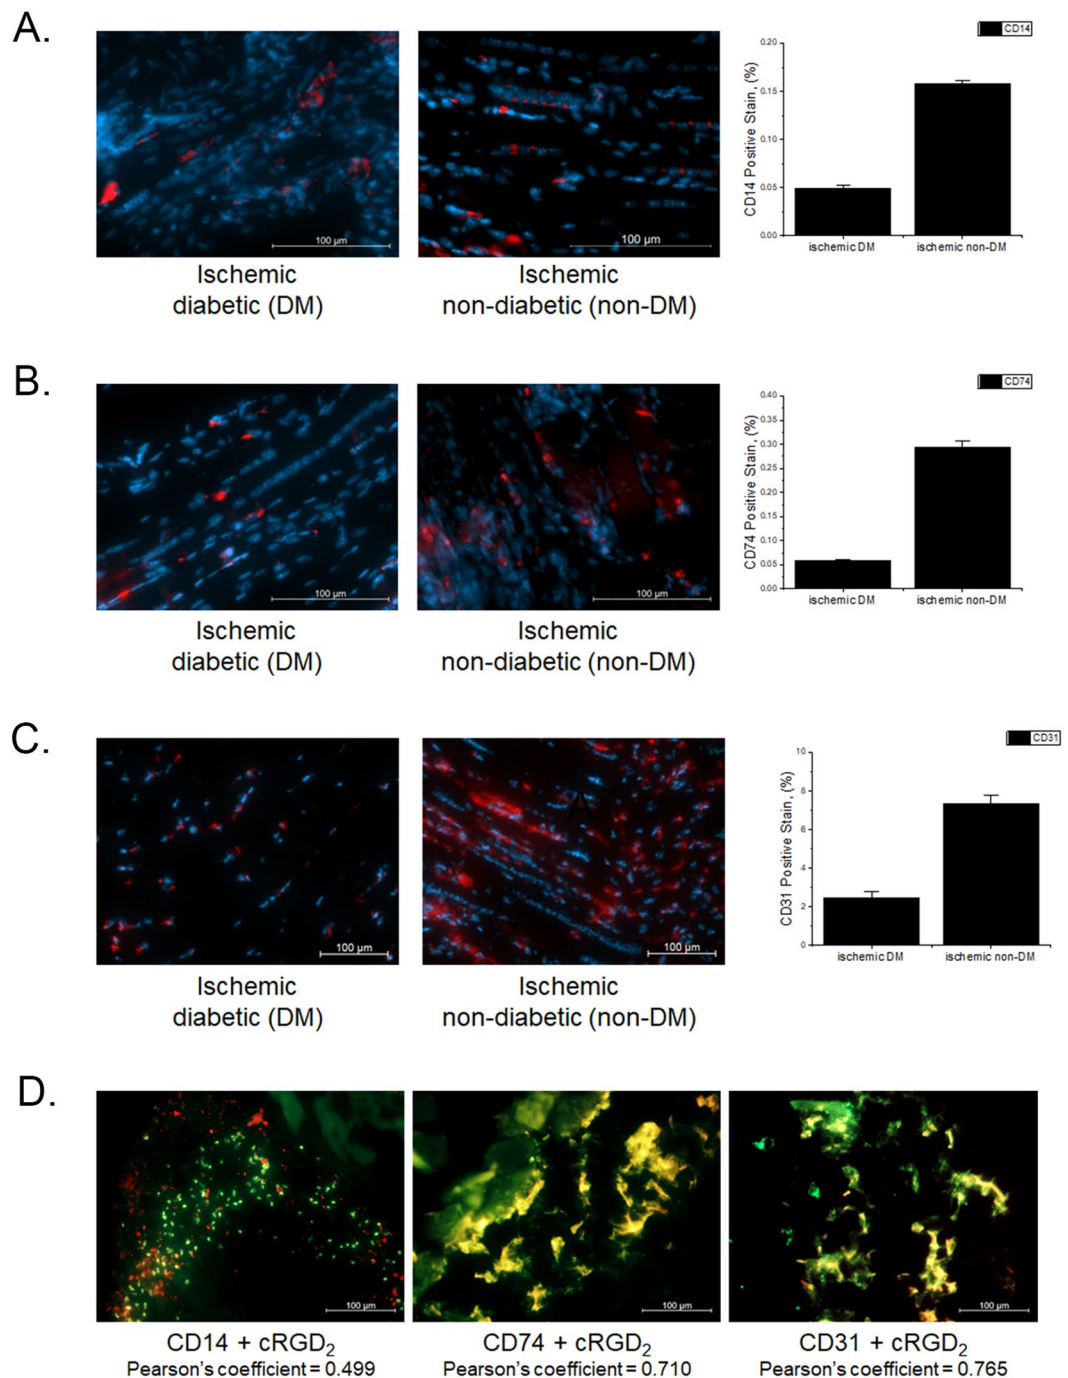 A.
CD14
0.20
0.15
0.10
0.05
0.00
CD14 Positive Stain, (%)
ischemic DM
ischemic non-DM
100 µm
100 µm
Ischemic
diabetic (DM)
Ischemic
non-diabetic (non-DM)
B.
CD74
0.40
0.35
0.30
0.25
0.20
0.15
0.10
0.05
0.00
CD74 Positive Stain, (%)
ischemic DM
ischemic non-DM
100 µm
100 µm
Ischemic
diabetic (DM)
Ischemic
non-diabetic (non-DM)
C.
CD31
10
8
6
4
2
0
CD31 Positive Stain, (%)
ischemic DM
ischemic non-DM
A
100 µm
100 µm
Ischemic
diabetic (DM)
Ischemic
non-diabetic (non-DM)
D.
100 µm
100 µm
100 µm
CD14 + cRGD₂
Pearson's coefficient = 0.499
CD74 + cRGD₂
Pearson's coefficient = 0.710
CD31 + cRGD₂
Pearson's coefficient = 0.765